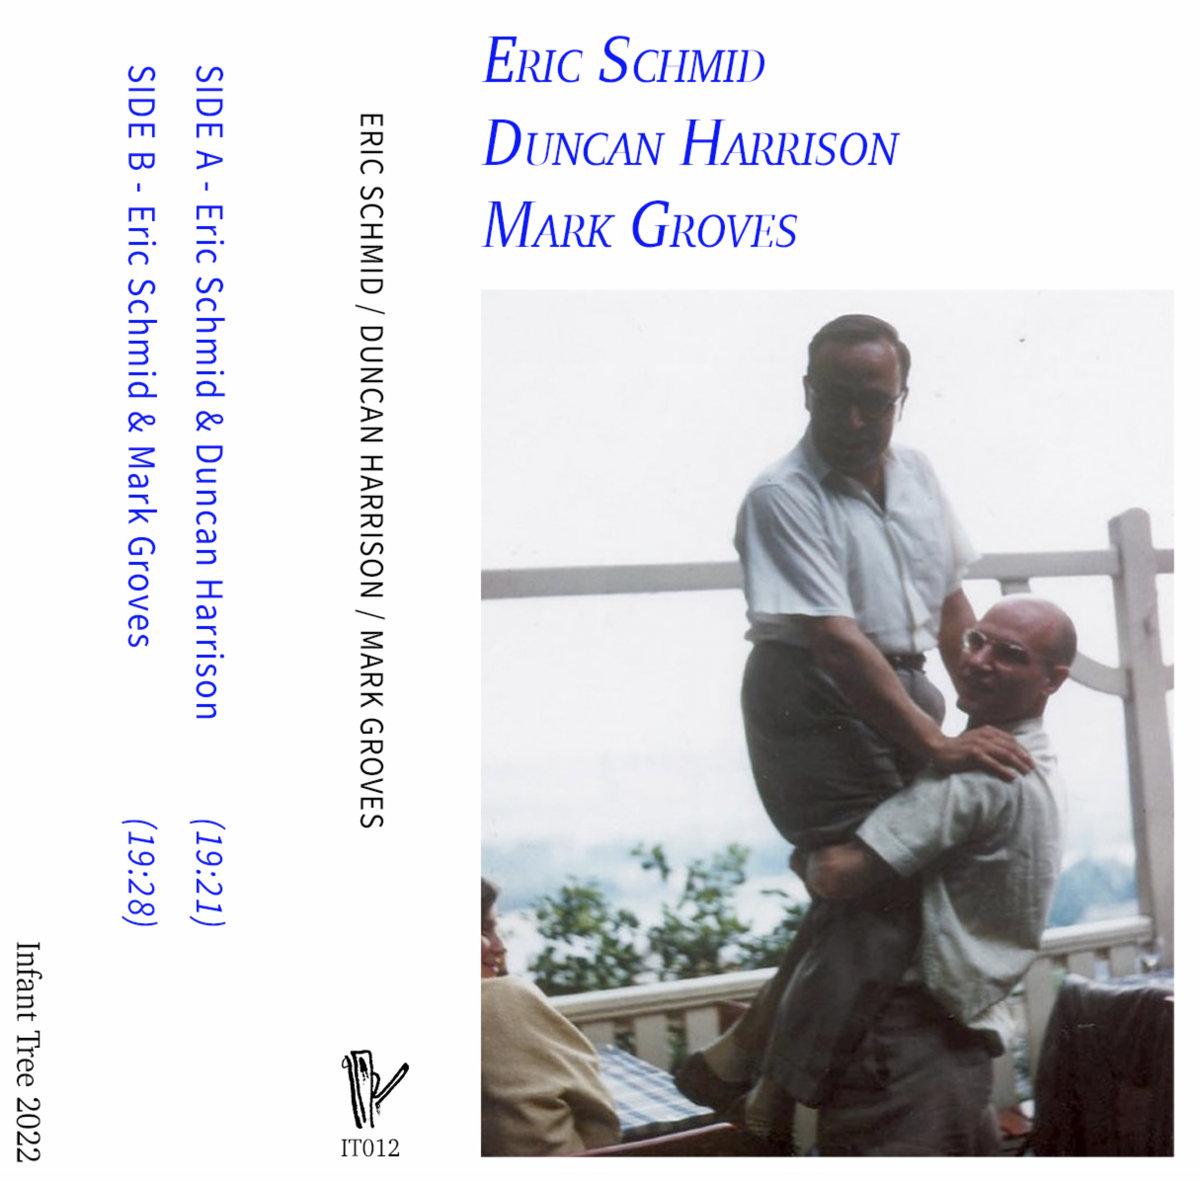 ERIC SCHMID
DUNCAN HARRISON
MARK GROVES
ERIC SCHMID / DUNCAN HARRISON / MARK GROVES
IT012
SIDE A - Eric Schmid & Duncan Harrison (19:21)
SIDE B - Eric Schmid & Mark Groves (19:28)
Infant Tree 2022